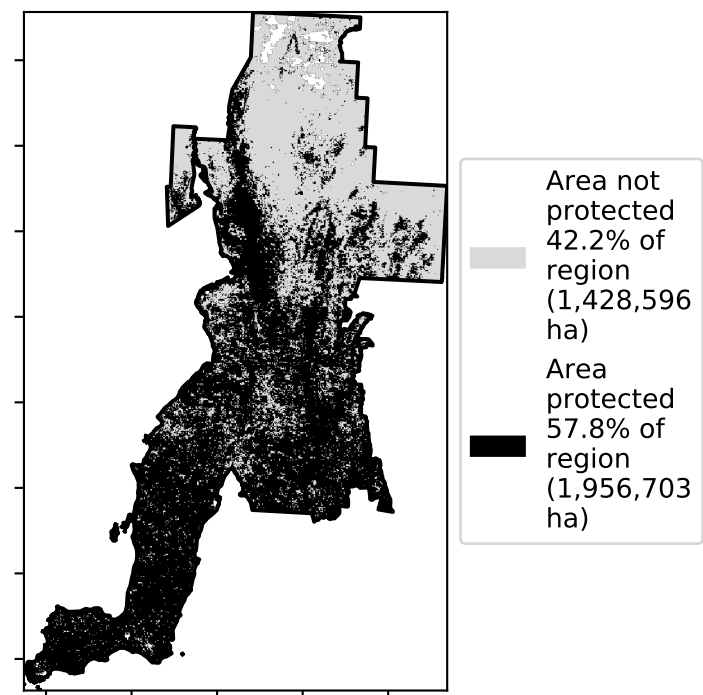 Area not
protected
42.2% of
region
(1,428,596
ha)
Area
protected
57.8% of
region
(1,956,703
ha)